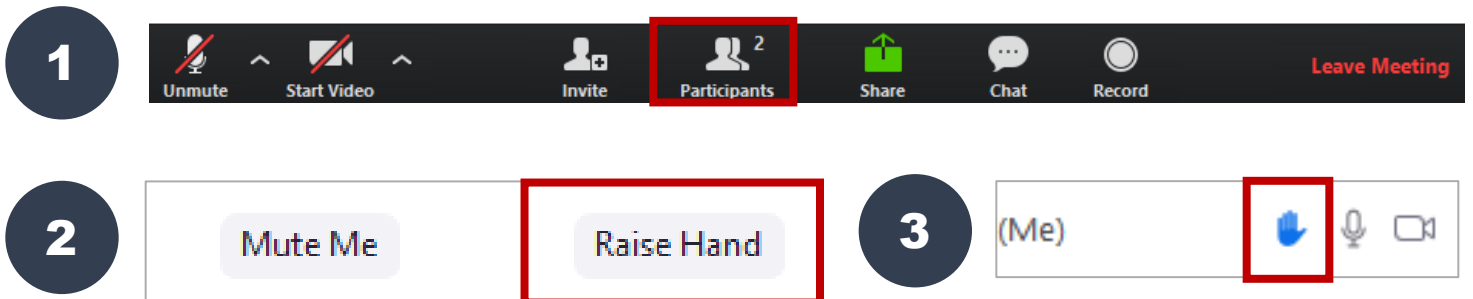 1
2
Unmute Start Video Invite Participants Share Chat Record Leave Meeting
2 Mute Me Raise Hand
3 (Me)